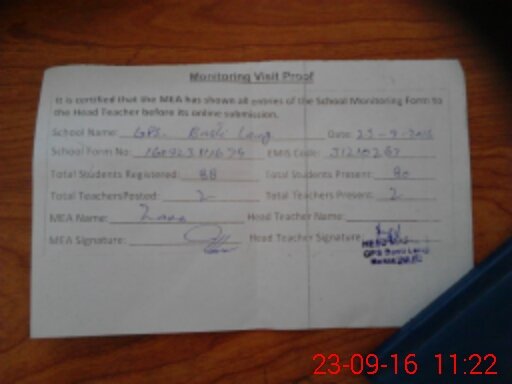 Monitoring Visit Proof
It is certified that the MEA has shown all entries of the School Monitoring Form to
the Head Teacher before its online submission.
School Name: GPS Date: 23-9-2016
School Form No: EMIS Code:
Total Students Registered: 88 Total Students Present: 80
Total Teachers Posted: 2 Total Teachers Present: 2
MEA Name: Head Teacher Name:
MEA Signature: Head Teacher Signature:
23-09-16 11:22